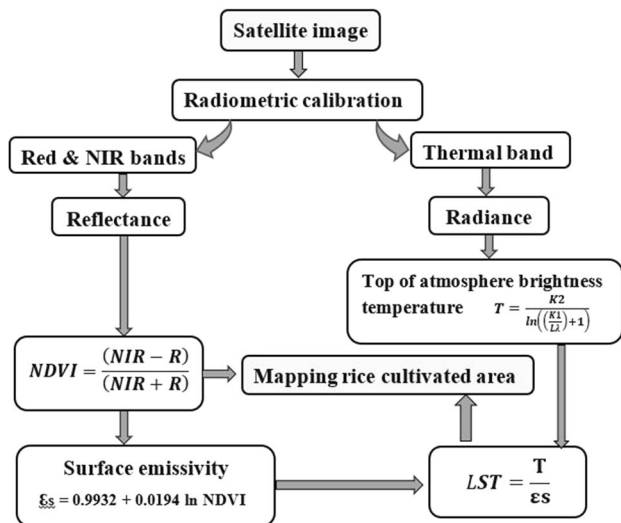 Satellite image
Radiometric calibration
Red & NIR bands
Thermal band
Reflectance
Radiance
Top of atmosphere brightness
temperature T = K2 / ln((K1/Lλ)+1)
NDVI = (NIR − R) / (NIR + R)
Mapping rice cultivated area
Surface emissivity
Ɛs = 0.9932 + 0.0194 ln NDVI
LST = T / εs